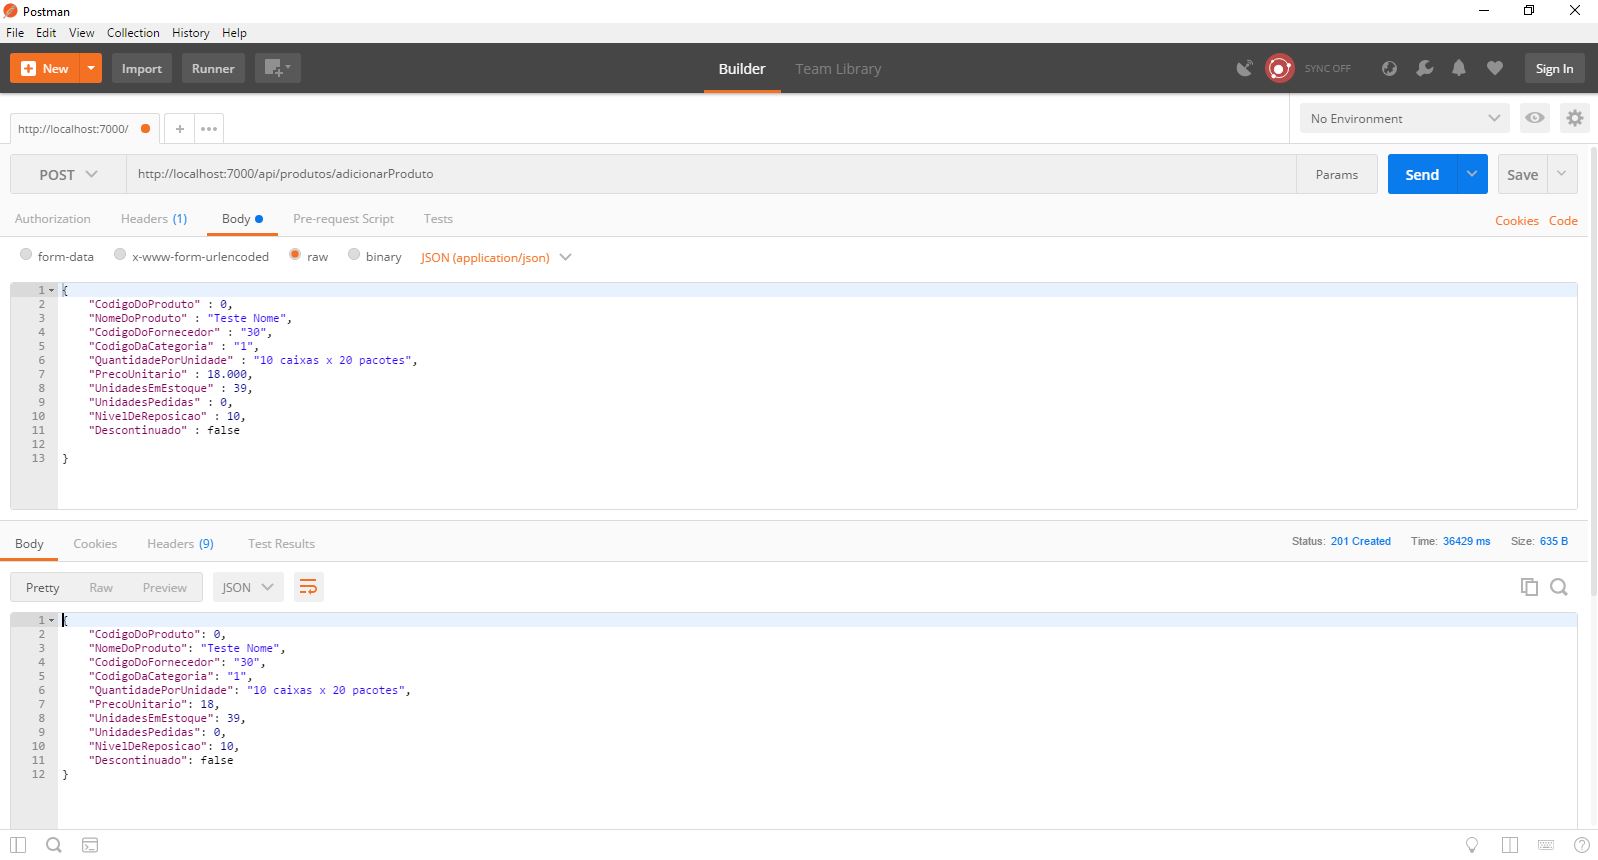 Postman
File Edit View Collection History Help
New Import Runner Builder Team Library SYNC OFF Sign In
http://localhost:7000/ No Environment
POST http://localhost:7000/api/produtos/adicionarProduto Params Send Save
Authorization Headers (1) Body Pre-request Script Tests Cookies Code
form-data x-www-form-urlencoded raw binary JSON (application/json)
1 {
2 "CodigoDoProduto" : 0,
3 "NomeDoProduto" : "Teste Nome",
4 "CodigoDoFornecedor" : "30",
5 "CodigoDaCategoria" : "1",
6 "QuantidadePorUnidade" : "10 caixas x 20 pacotes",
7 "PrecoUnitario" : 18.000,
8 "UnidadesEmEstoque" : 39,
9 "UnidadesPedidas" : 0,
10 "NivelDeReposicao" : 10,
11 "Descontinuado" : false
12
13 }
Body Cookies Headers (9) Test Results Status: 201 Created Time: 36429 ms Size: 635 B
Pretty Raw Preview JSON
1 {
2 "CodigoDoProduto": 0,
3 "NomeDoProduto": "Teste Nome",
4 "CodigoDoFornecedor": "30",
5 "CodigoDaCategoria": "1",
6 "QuantidadePorUnidade": "10 caixas x 20 pacotes",
7 "PrecoUnitario": 18,
8 "UnidadesEmEstoque": 39,
9 "UnidadesPedidas": 0,
10 "NivelDeReposicao": 10,
11 "Descontinuado": false
12 }